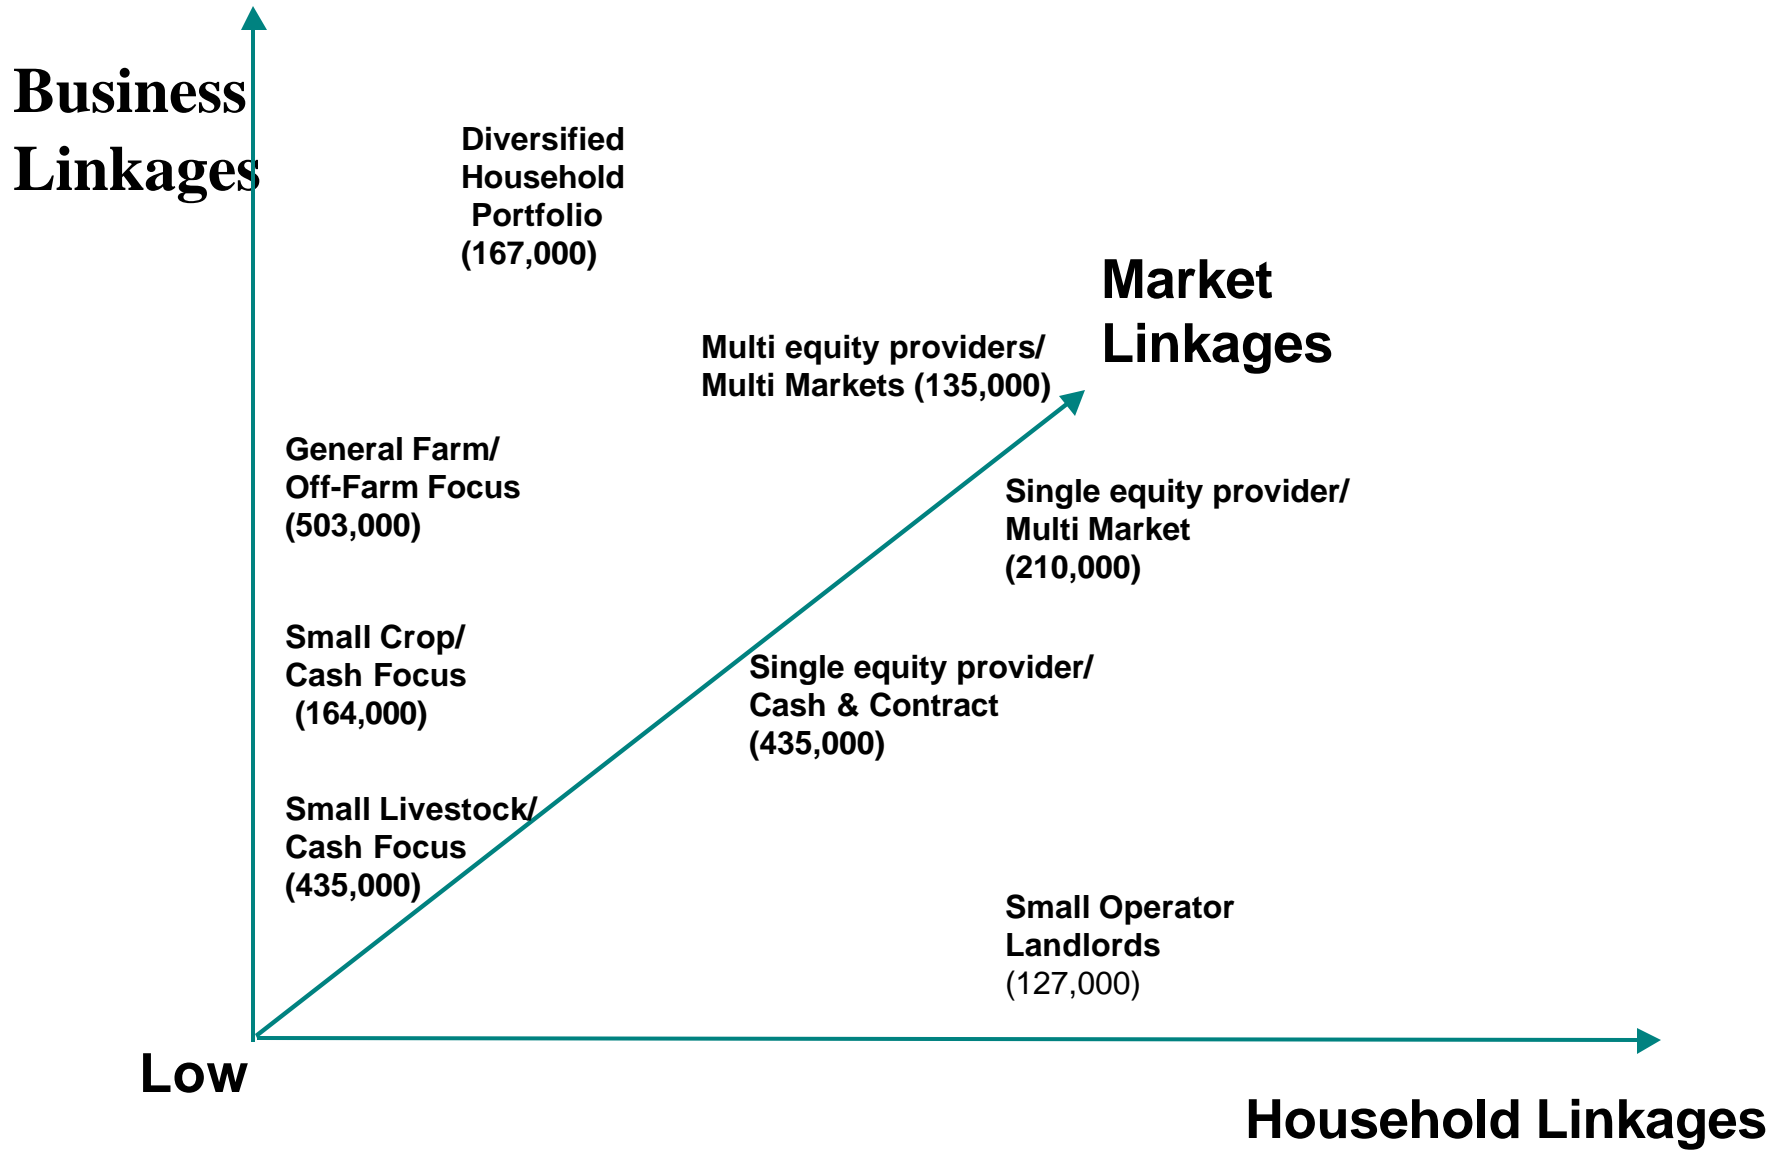 Business
Linkages
Diversified
Household
Portfolio
(167,000)
Market
Linkages
Multi equity providers/
Multi Markets (135,000)
General Farm/
Off-Farm Focus
(503,000)
Single equity provider/
Multi Market
(210,000)
Small Crop/
Cash Focus
(164,000)
Single equity provider/
Cash & Contract
(435,000)
Small Livestock/
Cash Focus
(435,000)
Small Operator
Landlords
(127,000)
Low
Household Linkages